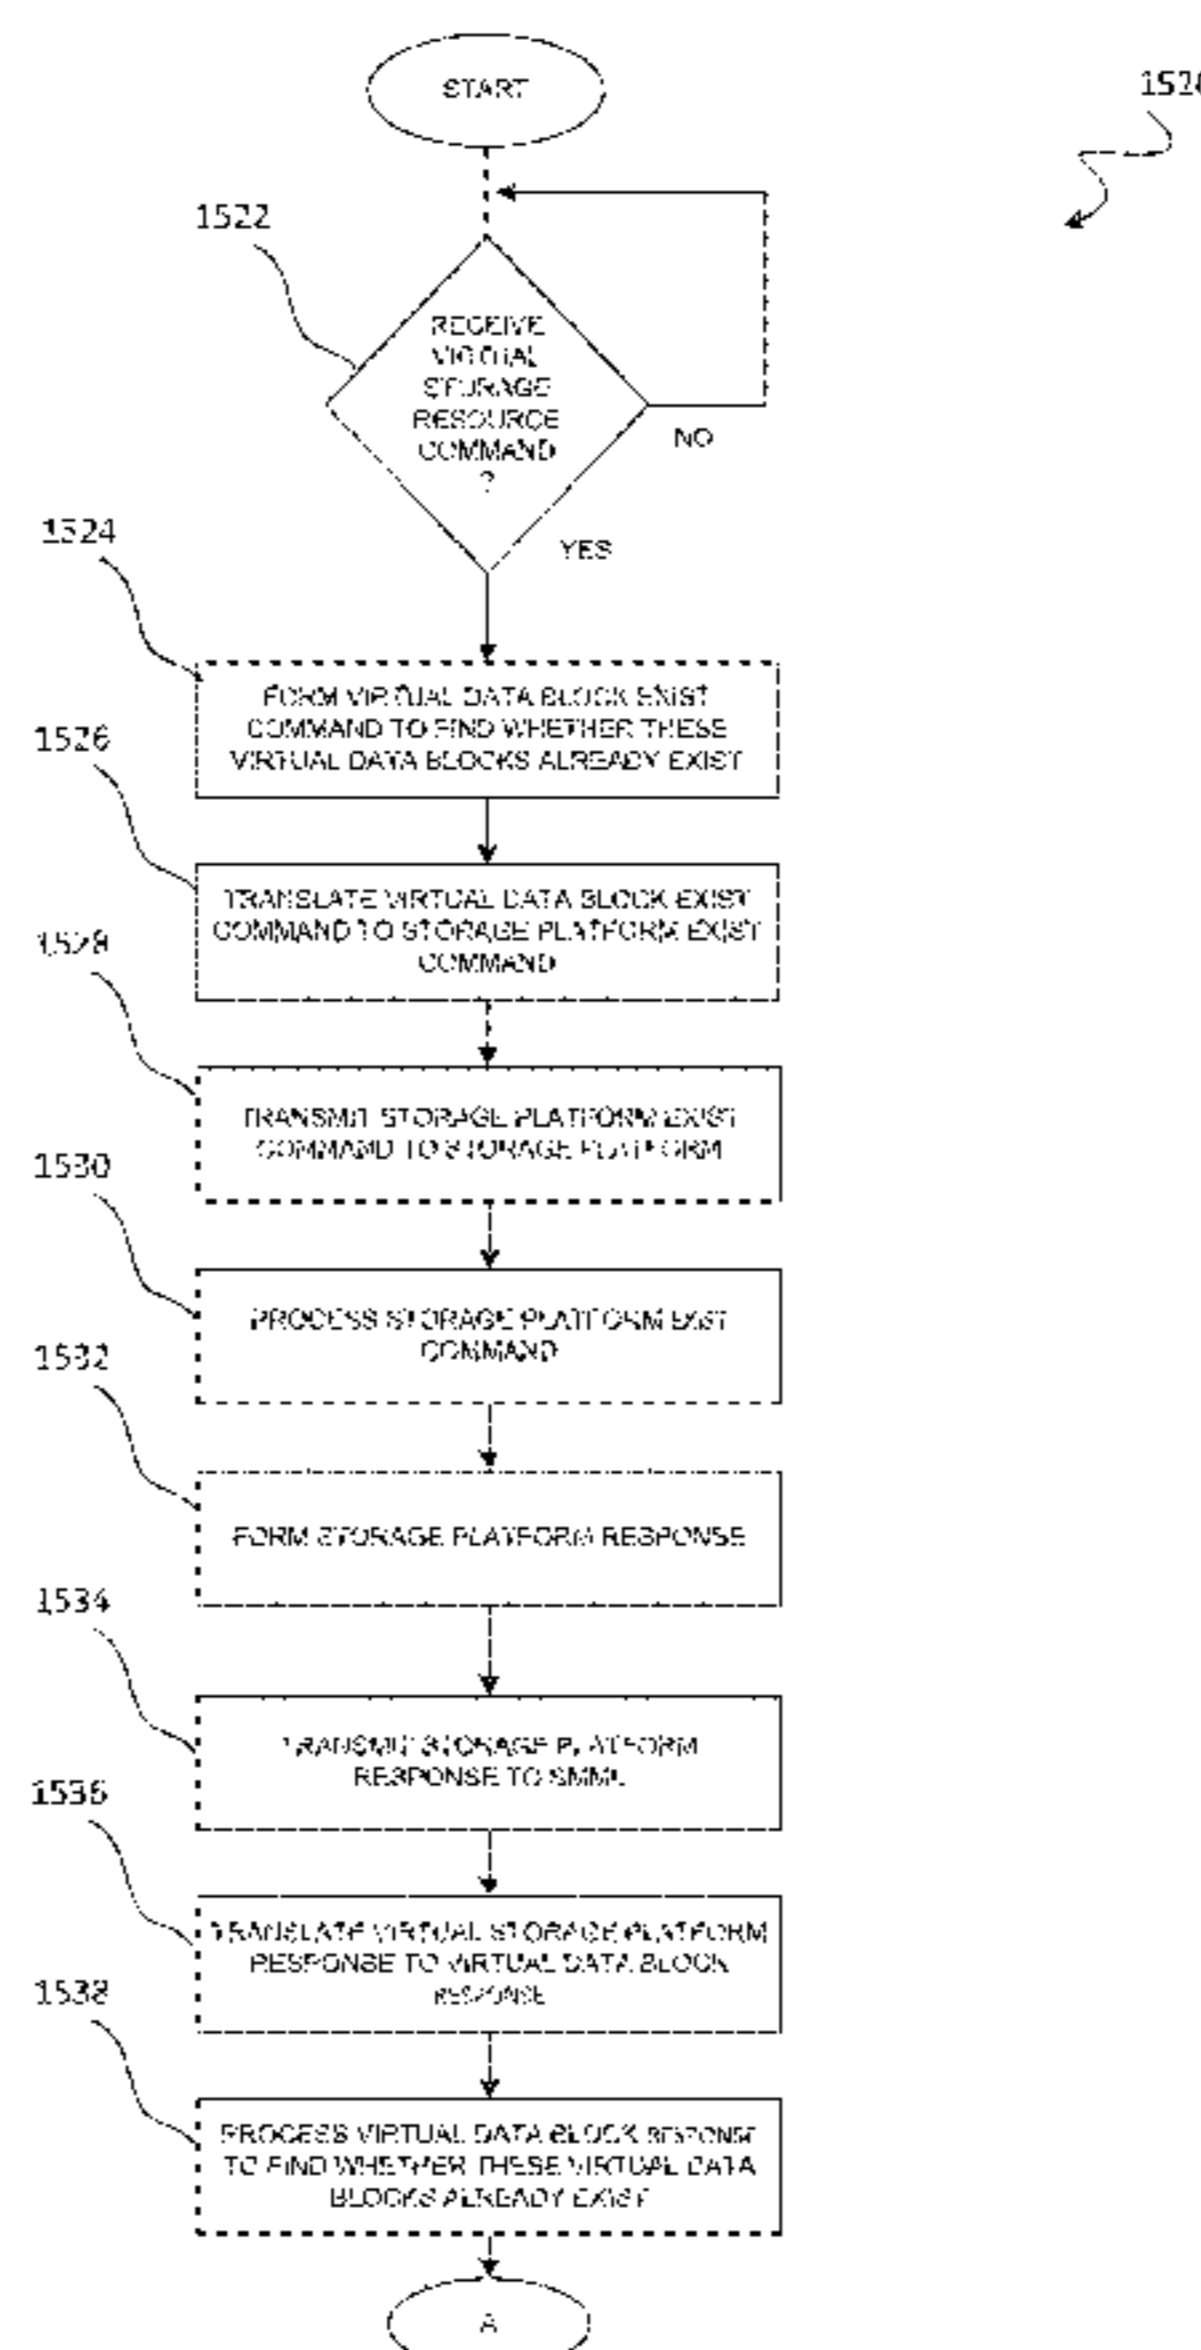 START
1522
RECEIVE
VIRTUAL
STORAGE
RESOURCE
COMMAND
?
NO
YES
1524
FORM VIRTUAL DATA BLOCK EXIST
COMMAND TO FIND WHETHER THESE
VIRTUAL DATA BLOCKS ALREADY EXIST
1526
TRANSLATE VIRTUAL DATA BLOCK EXIST
COMMAND TO STORAGE PLATFORM EXIST
COMMAND
1528
TRANSMIT STORAGE PLATFORM EXIST
COMMAND TO STORAGE PLATFORM
1530
PROCESS STORAGE PLATFORM EXIST
COMMAND
1532
FORM STORAGE PLATFORM RESPONSE
1534
TRANSMIT STORAGE PLATFORM
RESPONSE TO
1536
TRANSLATE VIRTUAL STORAGE PLATFORM
RESPONSE TO VIRTUAL DATA BLOCK
RESPONSE
1538
PROCESS VIRTUAL DATA BLOCK RESPONSE
TO FIND WHETHER THESE VIRTUAL DATA
BLOCKS ALREADY EXIST
A